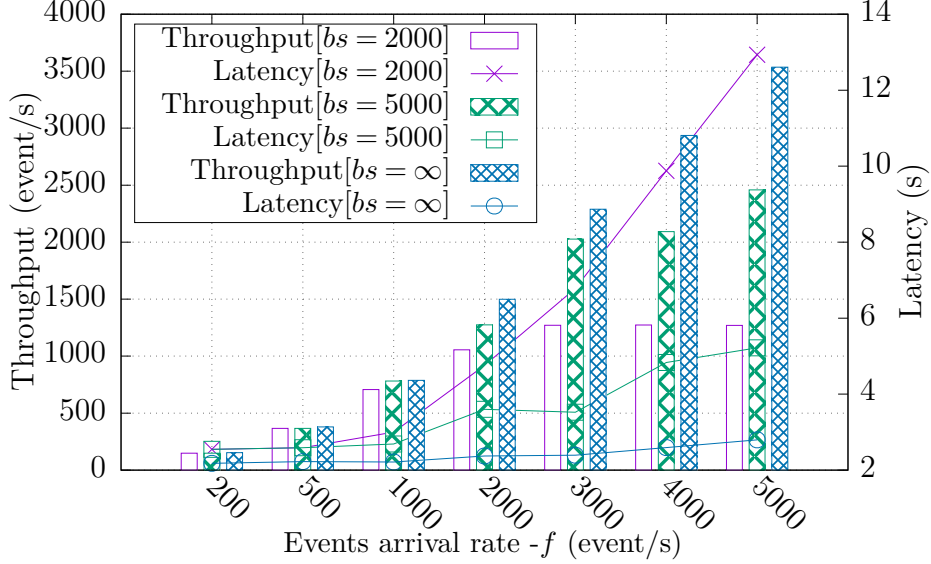 4000
3500
3000
2500
2000
1500
1000
500
0
Throughput (event/s)
Throughput[bs = 2000]
Latency[bs = 2000]
Throughput[bs = 5000]
Latency[bs = 5000]
Throughput[bs = ∞]
Latency[bs = ∞]
14
12
10
8
6
4
2
Latency (s)
200
500
1000
2000
3000
4000
5000
Events arrival rate -f (event/s)